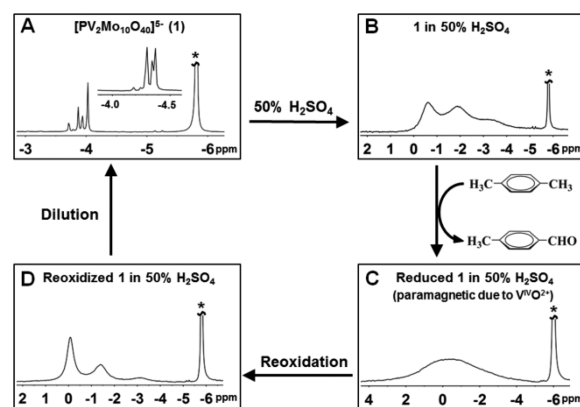 A [PV₂Mo₁₀O₄₀]⁵⁻ (1)
*
-4.0 -4.5
-3 -4 -5 -6 ppm
50% H₂SO₄
B 1 in 50% H₂SO₄
*
2 1 0 -1 -2 -3 -4 -5 -6 ppm
H₃C CH₃
H₃C CHO
Dilution
D Reoxidized 1 in 50% H₂SO₄
*
2 1 0 -1 -2 -3 -4 -5 -6 ppm
Reoxidation
C Reduced 1 in 50% H₂SO₄
(paramagnetic due to VᴵⱽO²⁺)
*
4 2 0 -2 -4 -6 ppm